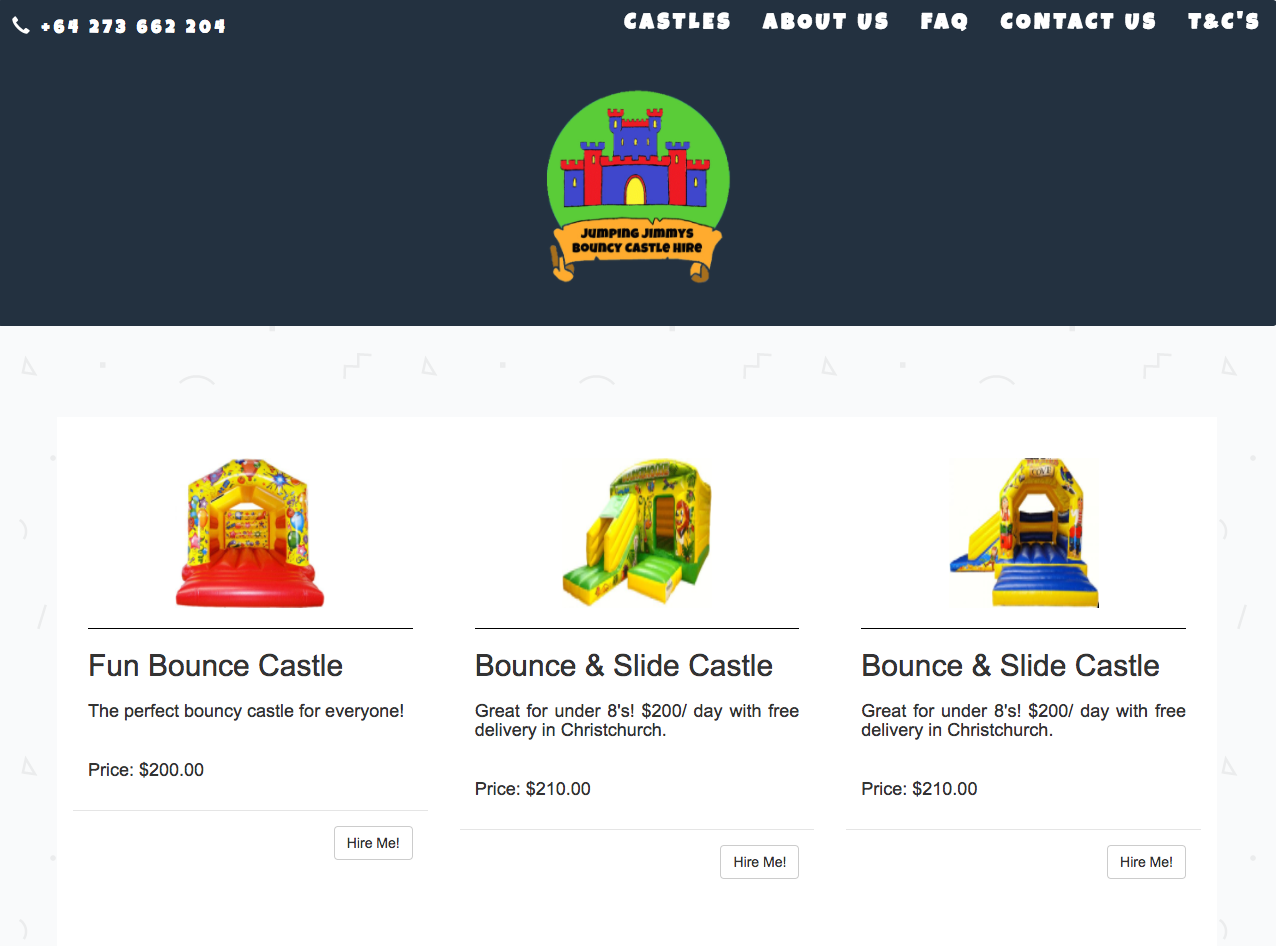 +64 273 662 204
CASTLES ABOUT US FAQ CONTACT US T&C'S
JUMPING JIMMYS
BOUNCY CASTLE HIRE
Fun Bounce Castle
The perfect bouncy castle for everyone!
Price: $200.00
Hire Me!
Bounce & Slide Castle
Great for under 8's! $200/ day with free
delivery in Christchurch.
Price: $210.00
Hire Me!
Bounce & Slide Castle
Great for under 8's! $200/ day with free
delivery in Christchurch.
Price: $210.00
Hire Me!